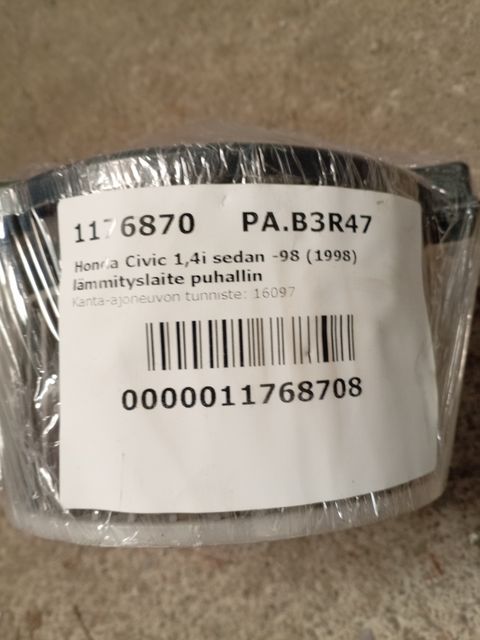 1176870 PA.B3R47
Honda Civic 1,4i sedan -98 (1998)
lämmityslaite puhallin
Kanta-ajoneuvon tunniste: 16097
0000011768708